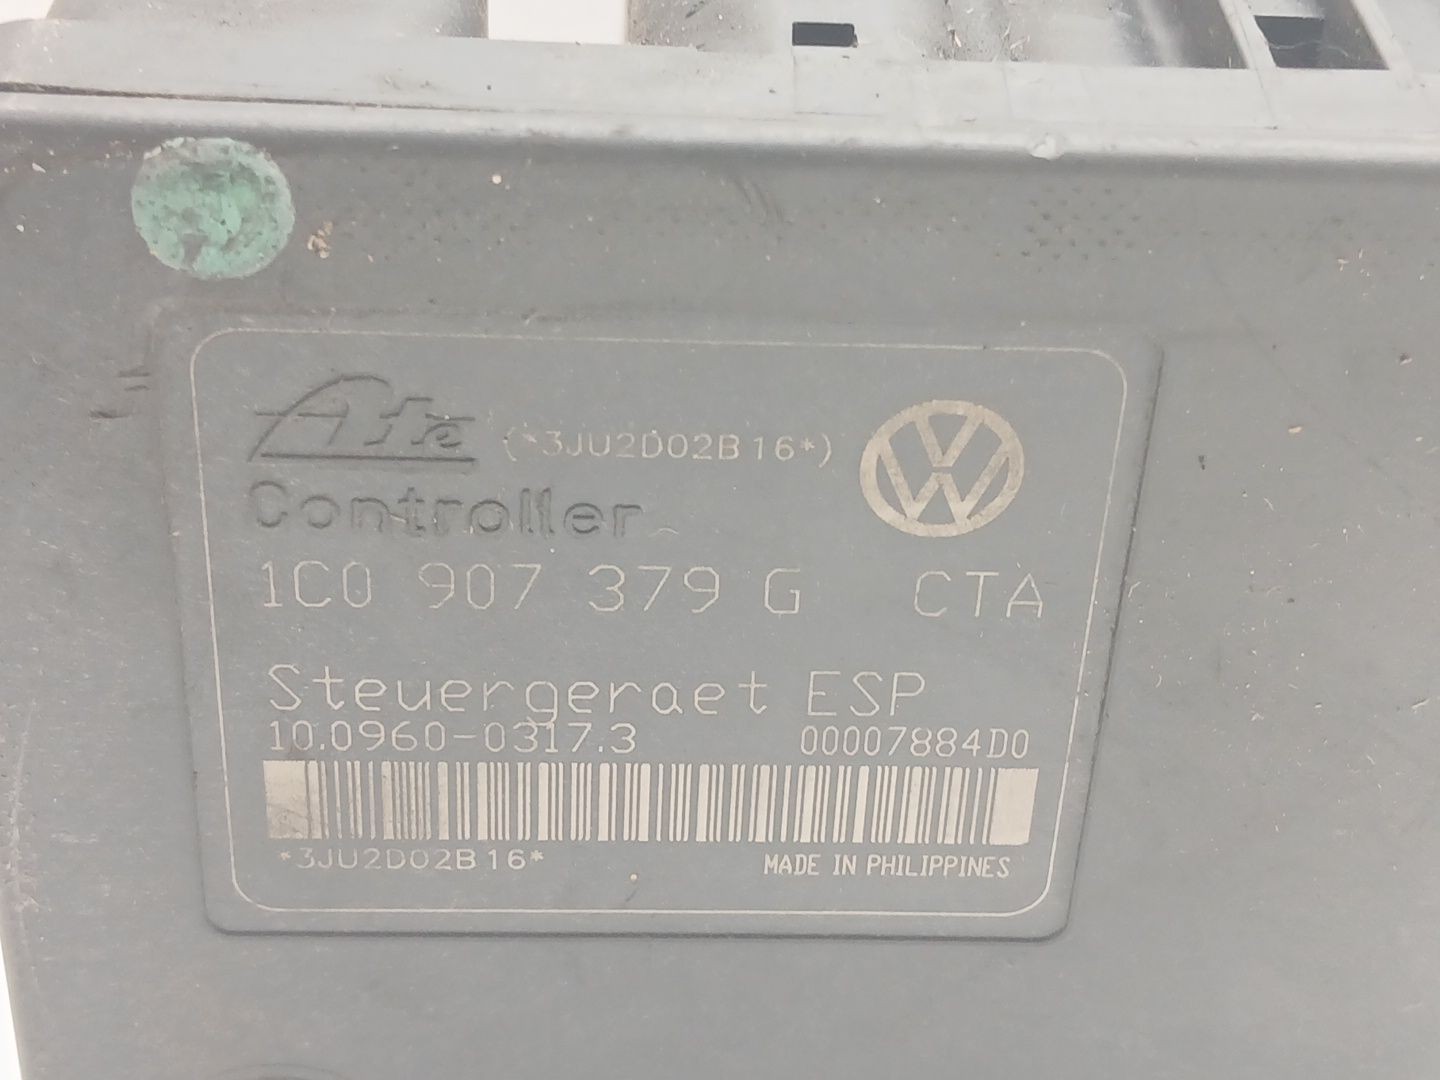 Ate (*3JU2D02B16*)
Controller
1C0 907 379 G CTA
Steuergeraet ESP
10.0960-0317.3 00007884D0
*3JU2D02B16* MADE IN PHILIPPINES